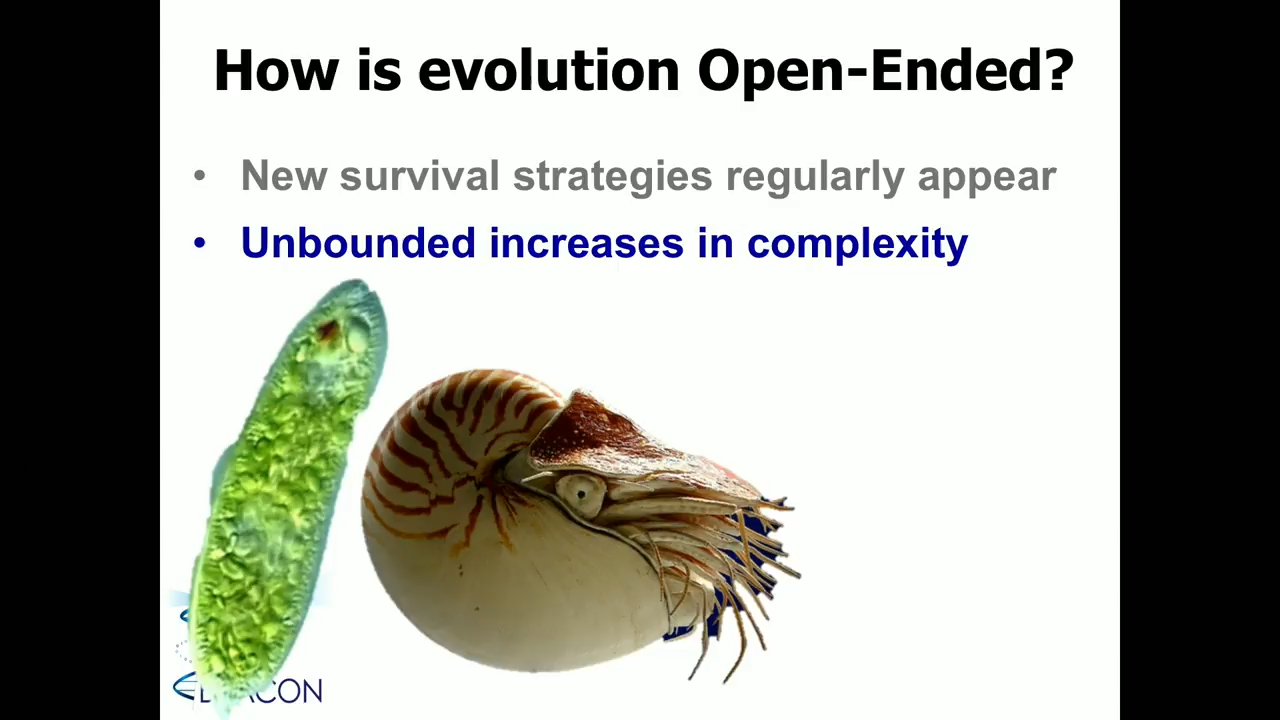 How is evolution Open-Ended?
• New survival strategies regularly appear
• Unbounded increases in complexity